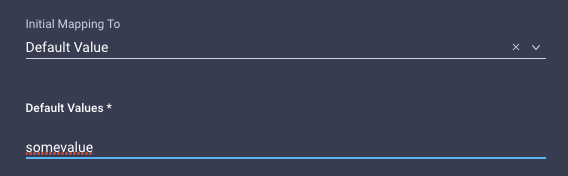 Initial Mapping To
Default Value
Default Values *
somevalue